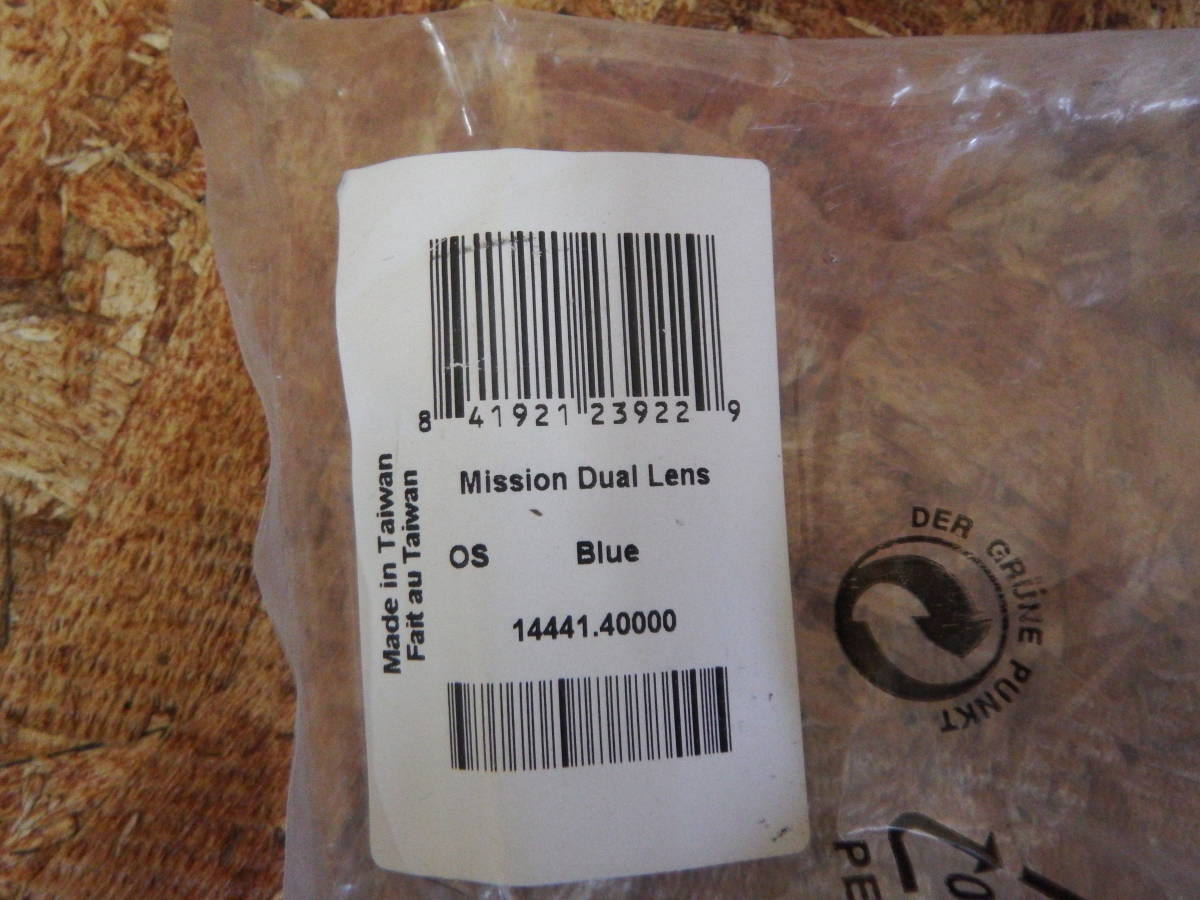 8 41921 23922 9
Mission Dual Lens
OS Blue
14441.40000
Made in Taiwan
Fait au Taiwan
DER GRÜNE PUNKT
PE